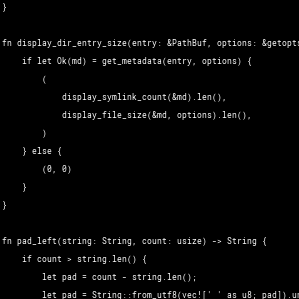 }
fn display_dir_entry_size(entry: &PathBuf, options: &getopts
if let Ok(md) = get_metadata(entry, options) {
(
display_symlink_count(&md).len(),
display_file_size(&md, options).len(),
)
} else {
(0, 0)
}
}
fn pad_left(string: String, count: usize) -> String {
if count > string.len() {
let pad = count - string.len();
let pad = String::from_utf8(vec![' ' as u8; pad]).un